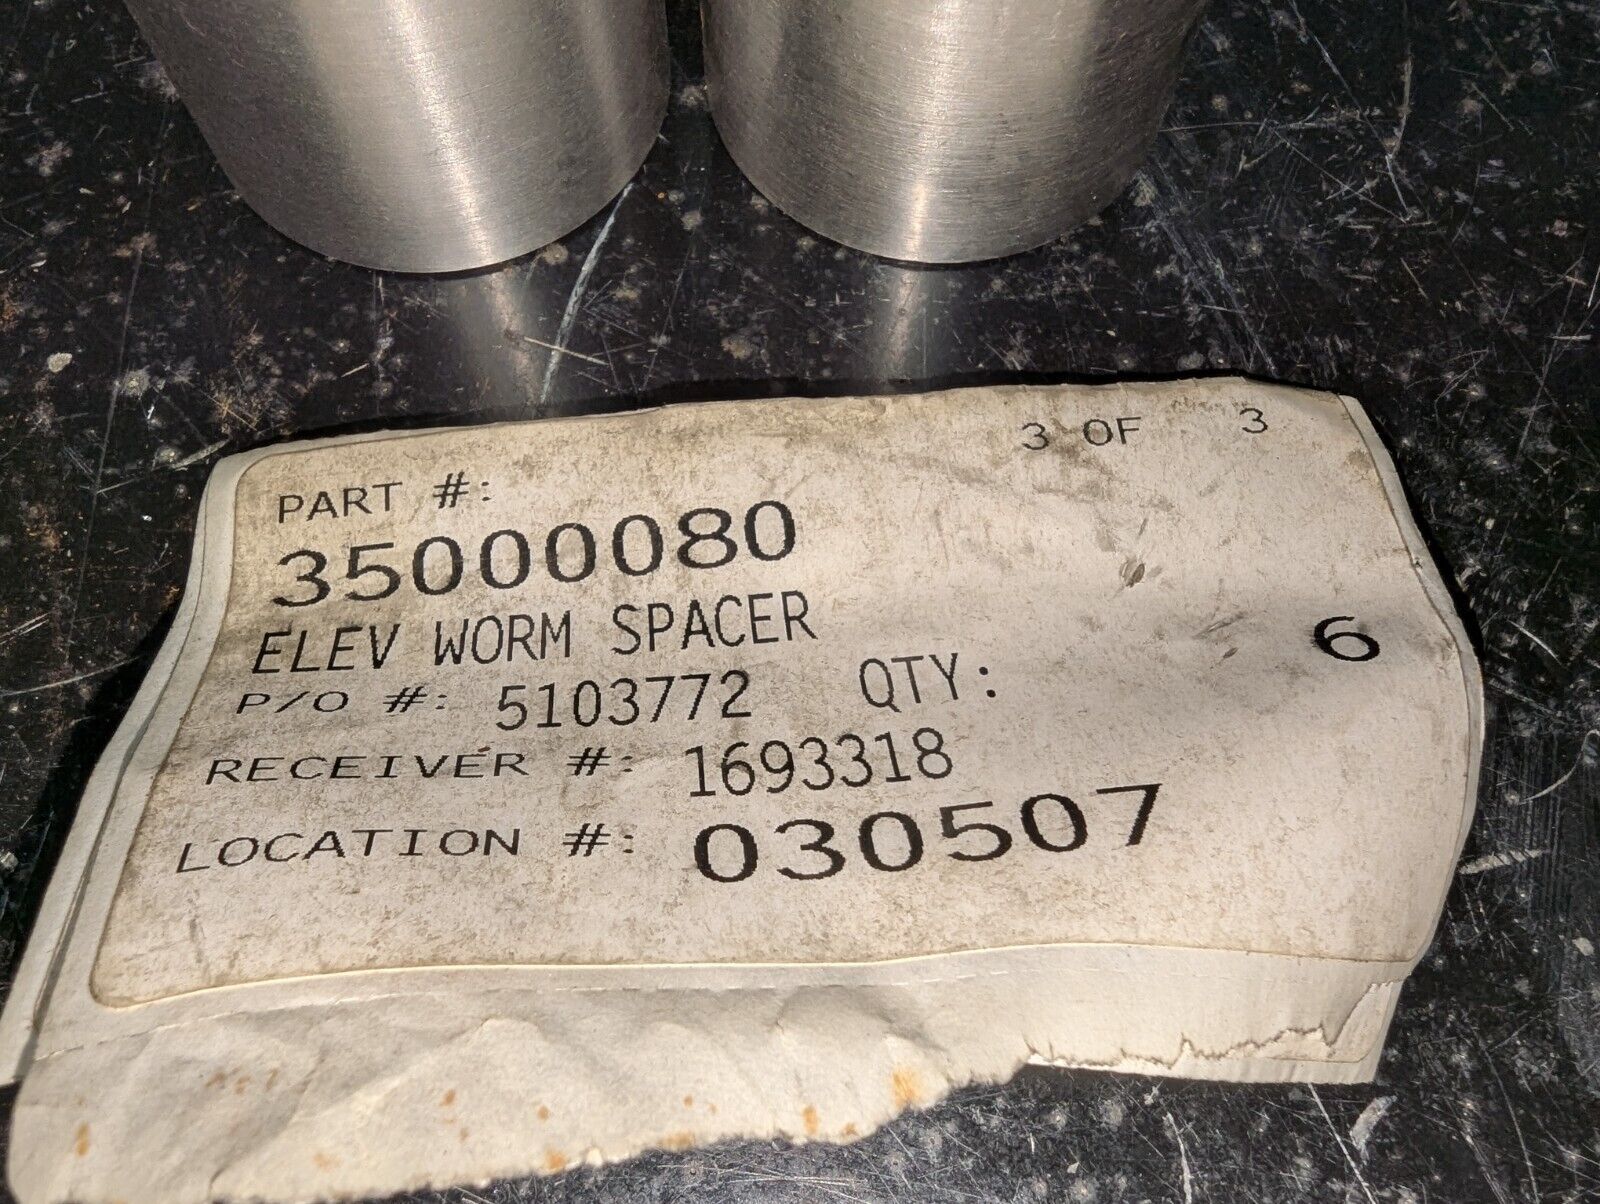 3 OF 3
PART #:
35000080
ELEV WORM SPACER
P/O #: 5103772 QTY: 6
RECEIVER #: 1693318
LOCATION #: 030507